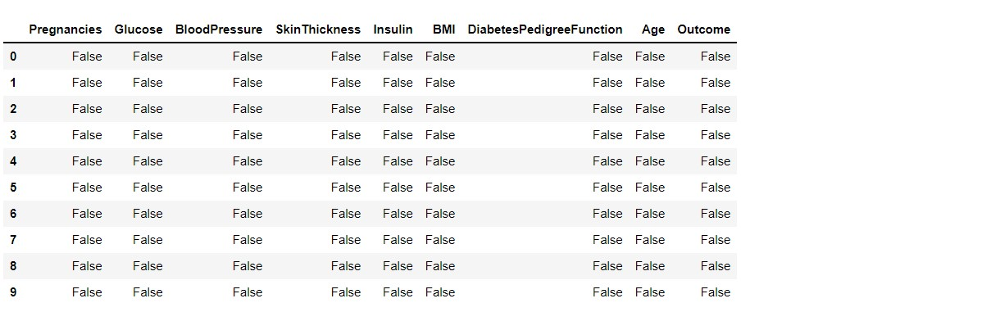 Pregnancies Glucose BloodPressure SkinThickness Insulin BMI DiabetesPedigreeFunction Age Outcome
0 False False False False False False False False False
1 False False False False False False False False False
2 False False False False False False False False False
3 False False False False False False False False False
4 False False False False False False False False False
5 False False False False False False False False False
6 False False False False False False False False False
7 False False False False False False False False False
8 False False False False False False False False False
9 False False False False False False False False False